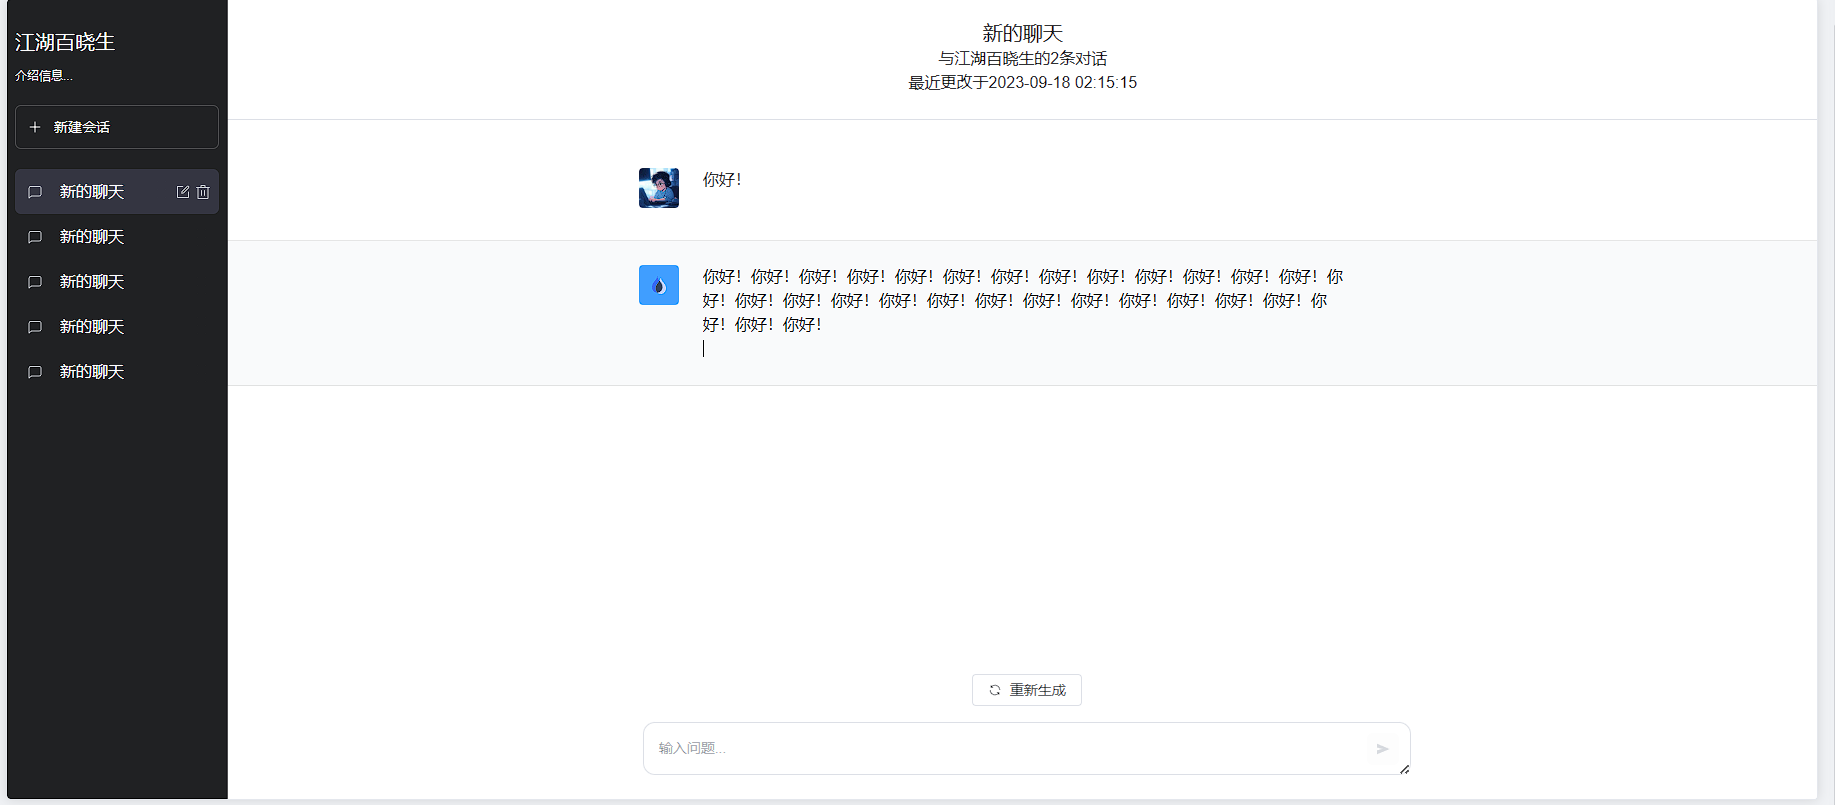 江湖百晓生
介绍信息...
新建会话
新的聊天
新的聊天
新的聊天
新的聊天
新的聊天
新的聊天
与江湖百晓生的2条对话
最近更改于2023-09-18 02:15:15
你好！
你好！你好！你好！你好！你好！你好！你好！你好！你好！你好！你好！你好！你好！你
好！你好！你好！你好！你好！你好！你好！你好！你好！你好！你好！你好！你好！你
好！你好！你好！
重新生成
输入问题...